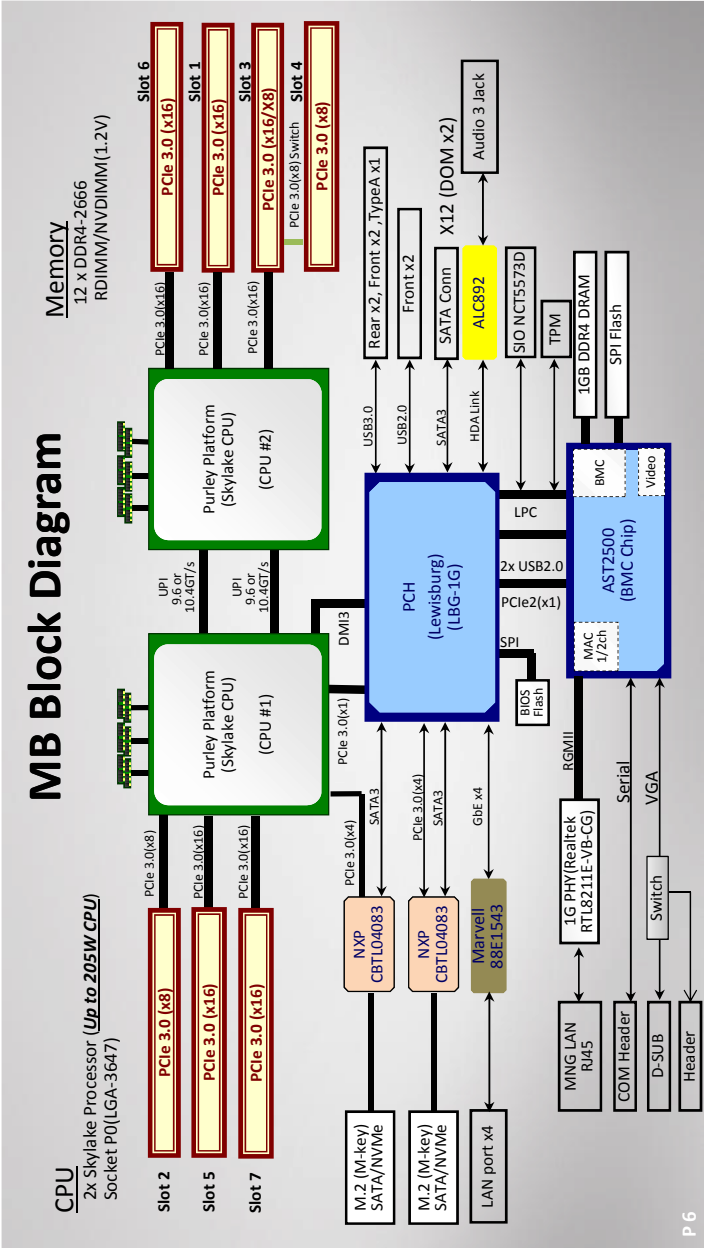 MB Block Diagram
CPU
2x Skylake Processor (Up to 205W CPU)
Socket P0(LGA-3647)
Memory
12 x DDR4-2666
RDIMM/NVDIMM(1.2V)
Slot 2
PCIe 3.0 (x8)
PCIe 3.0(x8)
Slot 5
PCIe 3.0 (x16)
PCIe 3.0(x16)
Slot 7
PCIe 3.0 (x16)
PCIe 3.0(x16)
Purley Platform
(Skylake CPU)
(CPU #1)
UPI
9.6 or
10.4GT/s
UPI
9.6 or
10.4GT/s
Purley Platform
(Skylake CPU)
(CPU #2)
PCIe 3.0(x16)
Slot 6
PCIe 3.0 (x16)
PCIe 3.0(x16)
Slot 1
PCIe 3.0 (x16)
PCIe 3.0(x16)
Slot 3
PCIe 3.0 (x16/X8)
PCIe 3.0(x8) Switch
Slot 4
PCIe 3.0 (x8)
PCIe 3.0(x1)
DMI3
M.2 (M-key)
SATA/NVMe
NXP
CBTL04083
PCIe 3.0(x4)
SATA3
M.2 (M-key)
SATA/NVMe
NXP
CBTL04083
PCIe 3.0(x4)
SATA3
LAN port x4
Marvell
88E1543
GbE x4
PCH
(Lewisburg)
(LBG-1G)
USB3.0
Rear x2, Front x2 ,TypeA x1
USB2.0
Front x2
SATA3
SATA Conn
X12 (DOM x2)
HDA Link
ALC892
Audio 3 Jack
SIO NCT5573D
TPM
SPI
BIOS
Flash
PCIe2(x1)
2x USB2.0
LPC
MNG LAN
RJ45
1G PHY(Realtek
RTL8211E-VB-CG)
RGMII
MAC
1/2ch
AST2500
(BMC Chip)
BMC
Video
1GB DDR4 DRAM
SPI Flash
COM Header
Serial
D-SUB
Switch
VGA
Header
P 6